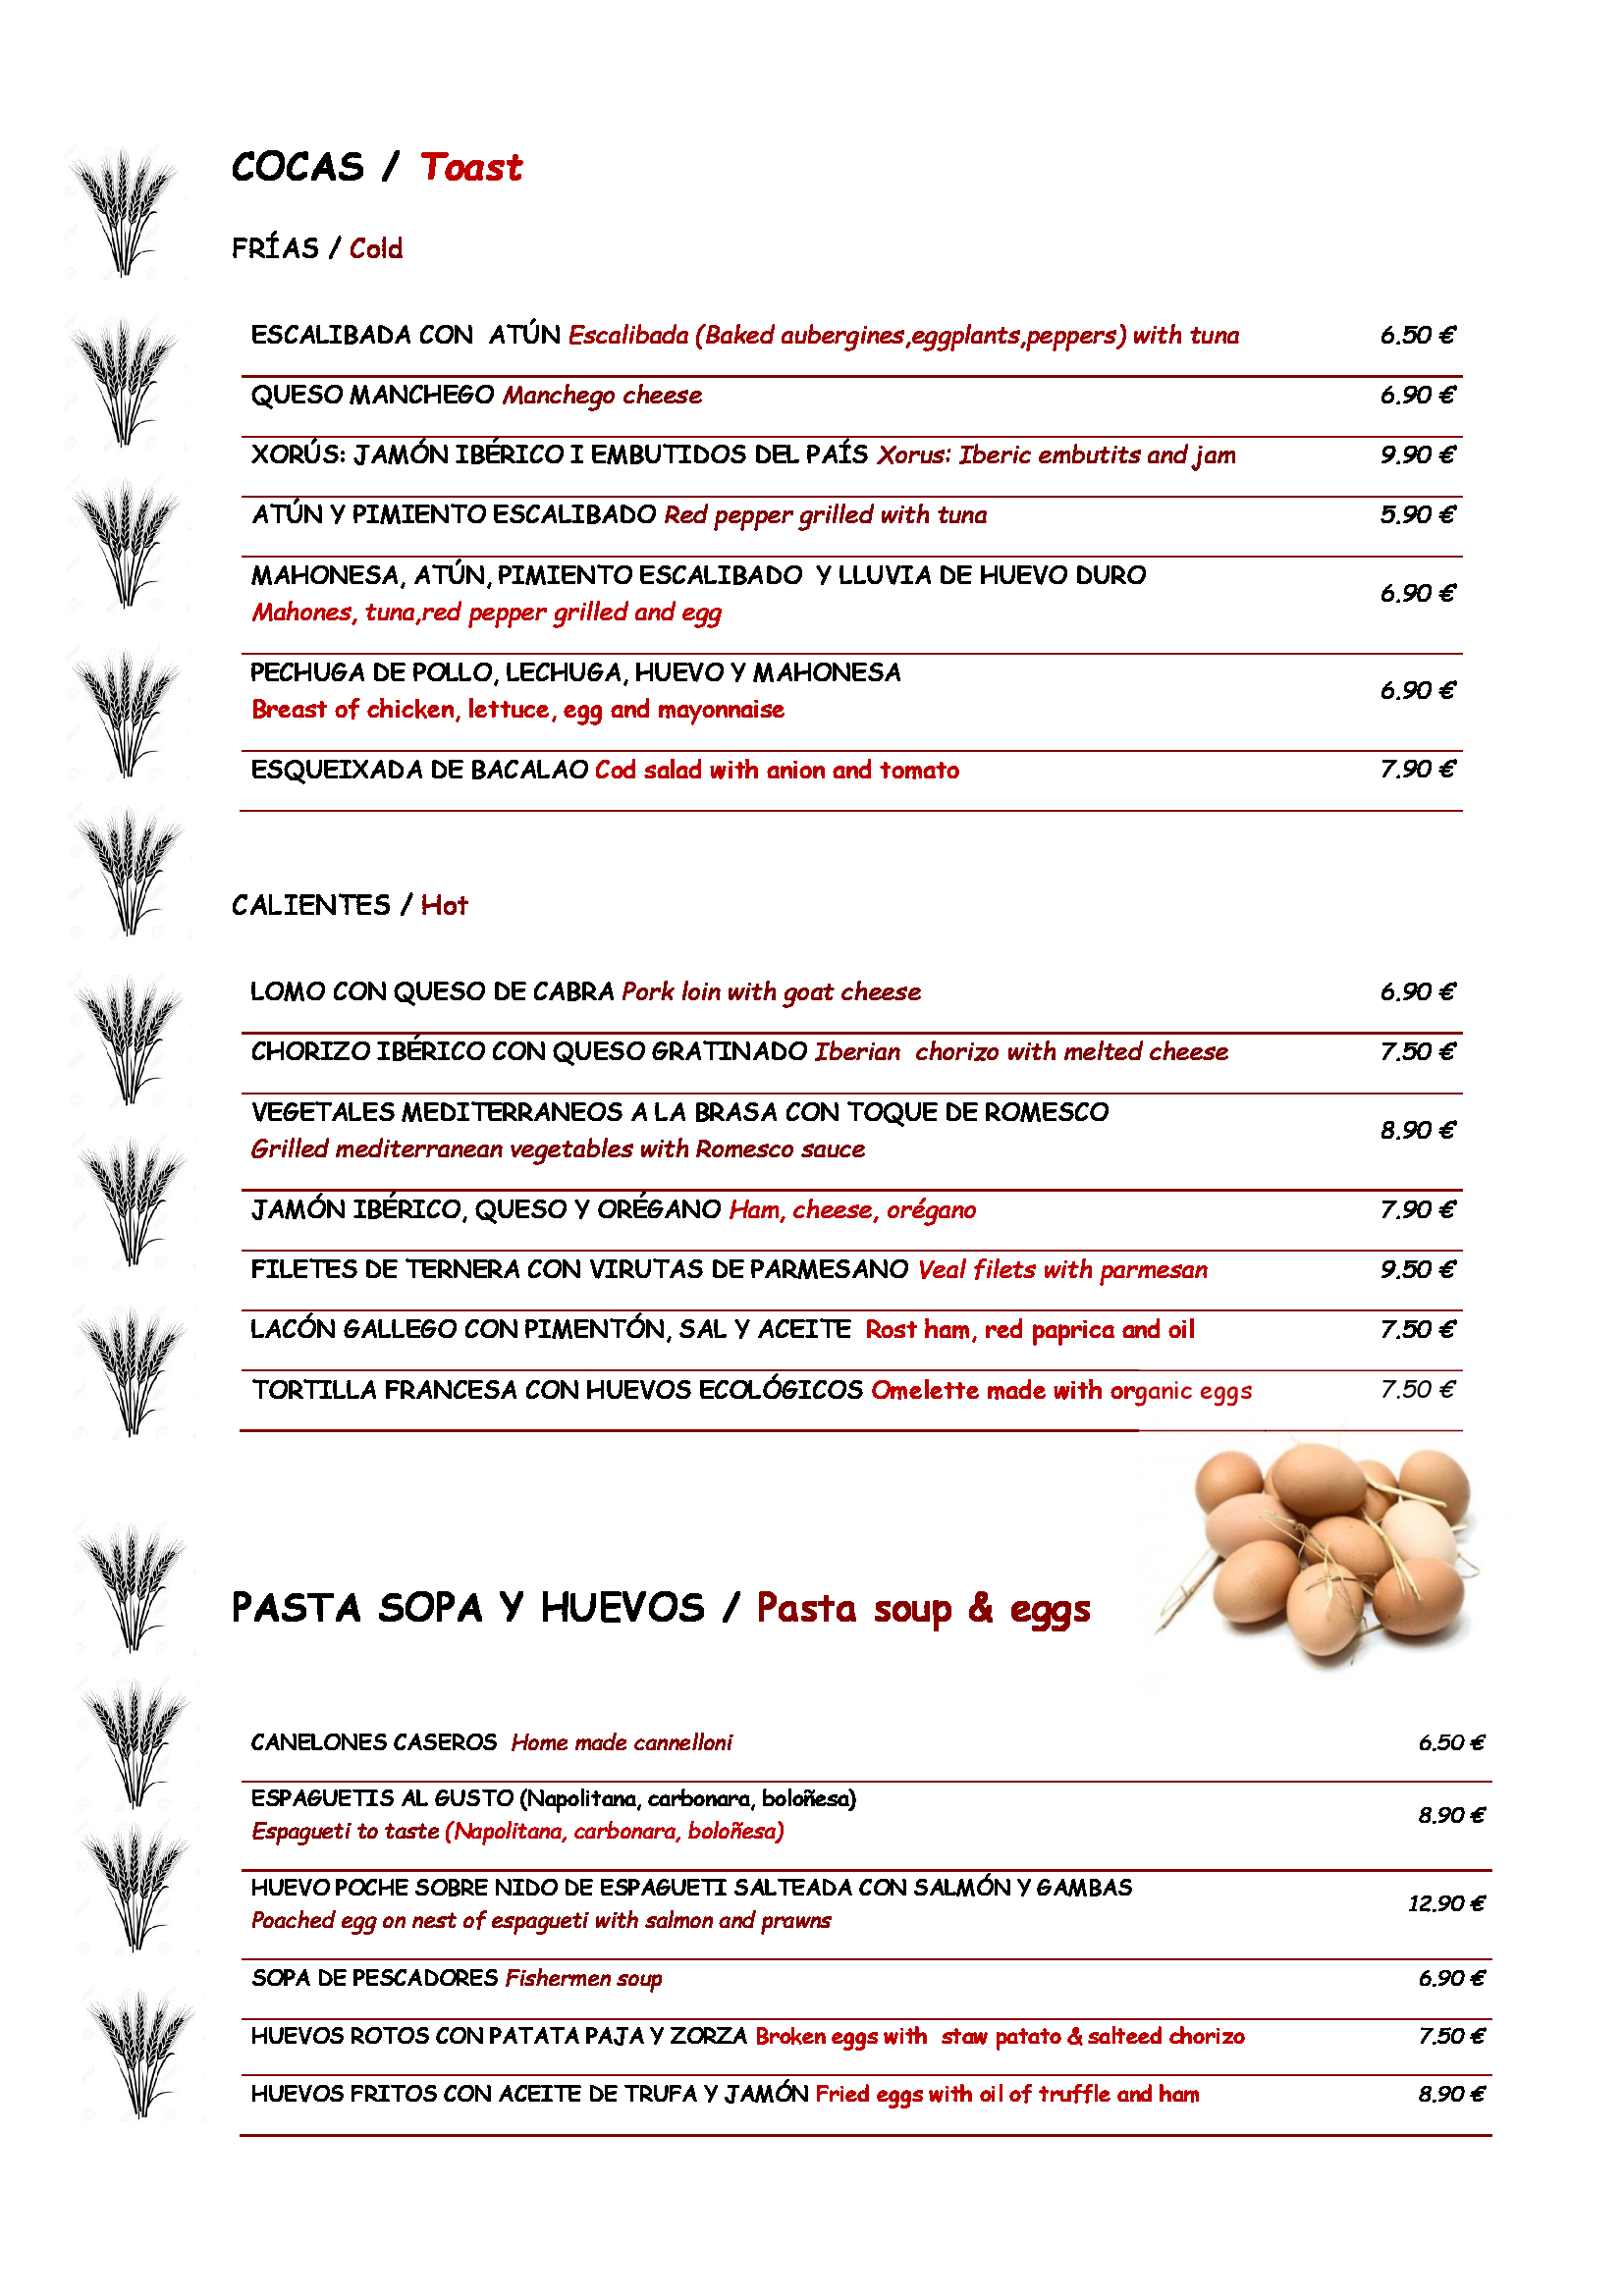 COCAS / Toast
FRÍAS / Cold
ESCALIBADA CON ATÚN Escalibada (Baked aubergines,eggplants,peppers) with tuna 6.50 €
QUESO MANCHEGO Manchego cheese 6.90 €
XORÚS: JAMÓN IBÉRICO I EMBUTIDOS DEL PAÍS Xorus: Iberic embutits and jam 9.90 €
ATÚN Y PIMIENTO ESCALIBADO Red pepper grilled with tuna 5.90 €
MAHONESA, ATÚN, PIMIENTO ESCALIBADO Y LLUVIA DE HUEVO DURO
Mahones, tuna,red pepper grilled and egg
6.90 €
PECHUGA DE POLLO, LECHUGA, HUEVO Y MAHONESA
Breast of chicken, lettuce, egg and mayonnaise
6.90 €
ESQUEIXADA DE BACALAO Cod salad with anion and tomato 7.90 €
CALIENTES / Hot
LOMO CON QUESO DE CABRA Pork loin with goat cheese 6.90 €
CHORIZO IBÉRICO CON QUESO GRATINADO Iberian chorizo with melted cheese 7.50 €
VEGETALES MEDITERRANEOS A LA BRASA CON TOQUE DE ROMESCO
Grilled mediterranean vegetables with Romesco sauce
8.90 €
JAMÓN IBÉRICO, QUESO Y ORÉGANO Ham, cheese, orégano 7.90 €
FILETES DE TERNERA CON VIRUTAS DE PARMESANO Veal filets with parmesan 9.50 €
LACÓN GALLEGO CON PIMENTÓN, SAL Y ACEITE Rost ham, red paprica and oil 7.50 €
TORTILLA FRANCESA CON HUEVOS ECOLÓGICOS Omelette made with organic eggs 7.50 €
PASTA SOPA Y HUEVOS / Pasta soup & eggs
CANELONES CASEROS Home made cannelloni 6.50 €
ESPAGUETIS AL GUSTO (Napolitana, carbonara, boloñesa)
Espagueti to taste (Napolitana, carbonara, boloñesa)
8.90 €
HUEVO POCHE SOBRE NIDO DE ESPAGUETI SALTEADA CON SALMÓN Y GAMBAS
Poached egg on nest of espagueti with salmon and prawns
12.90 €
SOPA DE PESCADORES Fishermen soup 6.90 €
HUEVOS ROTOS CON PATATA PAJA Y ZORZA Broken eggs with staw patato & salteed chorizo 7.50 €
HUEVOS FRITOS CON ACEITE DE TRUFA Y JAMÓN Fried eggs with oil of truffle and ham 8.90 €